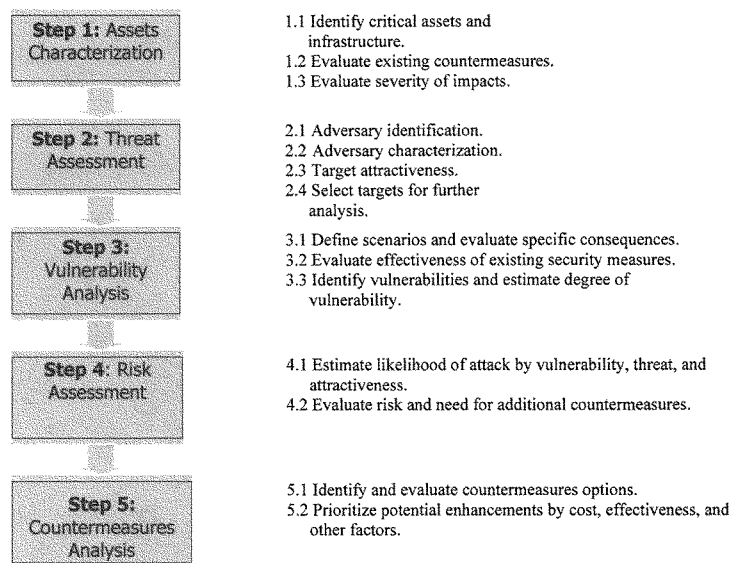 Step 1: Assets
Characterization
1.1 Identify critical assets and
infrastructure.
1.2 Evaluate existing countermeasures.
1.3 Evaluate severity of impacts.
Step 2: Threat
Assessment
2.1 Adversary identification.
2.2 Adversary characterization.
2.3 Target attractiveness.
2.4 Select targets for further
analysis.
Step 3:
Vulnerability
Analysis
3.1 Define scenarios and evaluate specific consequences.
3.2 Evaluate effectiveness of existing security measures.
3.3 Identify vulnerabilities and estimate degree of
vulnerability.
Step 4: Risk
Assessment
4.1 Estimate likelihood of attack by vulnerability, threat, and
attractiveness.
4.2 Evaluate risk and need for additional countermeasures.
Step 5:
Countermeasures
Analysis
5.1 Identify and evaluate countermeasures options.
5.2 Prioritize potential enhancements by cost, effectiveness, and
other factors.